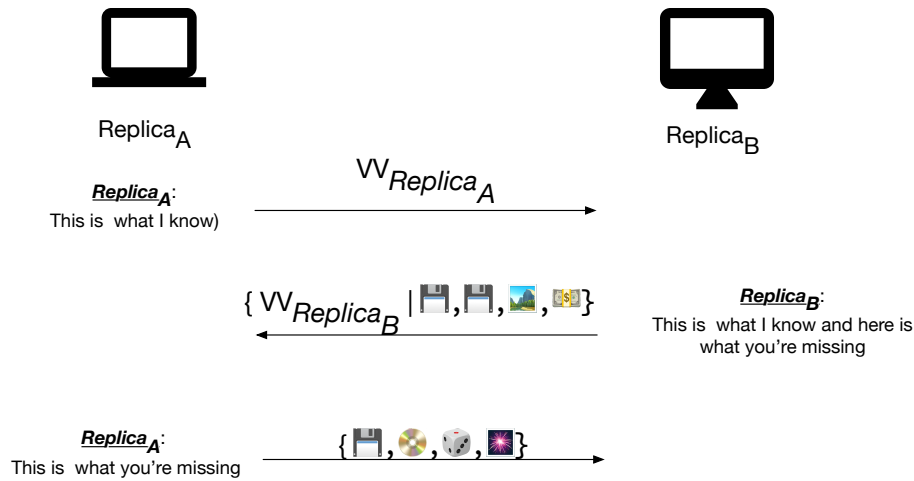 Replica_A
Replica_B
VV_Replica_A
Replica_A:
This is what I know)
{ VV_Replica_B | 💾, 💾, 🏞️, 💵}
Replica_B:
This is what I know and here is
what you're missing
Replica_A:
This is what you're missing
{💾, 💿, 🎲, 🎆}